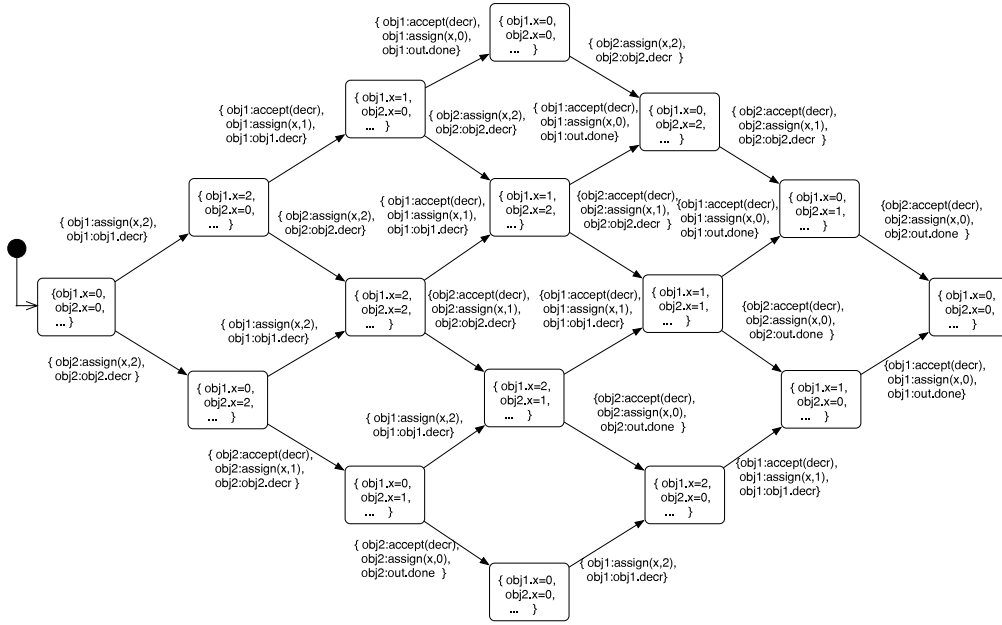 { obj1:accept(decr),
obj1:assign(x,0),
obj1:out.done}
{ obj1.x=0,
obj2.x=0,
... }
{ obj2:assign(x,2),
obj2:obj2.decr }
{ obj1:accept(decr),
obj1:assign(x,1),
obj1:obj1.decr}
{ obj1.x=1,
obj2.x=0,
... }
{obj2:assign(x,2),
obj2:obj2.decr}
{ obj1:accept(decr),
obj1:assign(x,0),
obj1:out.done}
{ obj1.x=0,
obj2.x=2,
... }
{ obj2:accept(decr),
obj2:assign(x,1),
obj2:obj2.decr }
{ obj1:assign(x,2),
obj1:obj1.decr}
{ obj1.x=2,
obj2.x=0,
... }
{obj2:assign(x,2),
obj2:obj2.decr}
{obj1:accept(decr),
obj1:assign(x,1),
obj1:obj1.decr}
{ obj1.x=1,
obj2.x=2,
...}
{obj2:accept(decr),
obj2:assign(x,1),
obj2:obj2.decr }
{obj1:accept(decr),
obj1:assign(x,0),
obj1:out.done}
{ obj1.x=0,
obj2.x=1,
... }
{obj2:accept(decr),
obj2:assign(x,0),
obj2:out.done }
{obj1.x=0,
obj2.x=0,
... }
{obj1:assign(x,2),
obj1:obj1.decr}
{ obj1.x=2,
obj2.x=2,
... }
{obj2:accept(decr),
obj2:assign(x,1),
obj2:obj2.decr}
{obj1:accept(decr),
obj1:assign(x,1),
obj1:obj1.decr}
{ obj1.x=1,
obj2.x=1,
... }
{obj2:accept(decr),
obj2:assign(x,0),
obj2:out.done }
{ obj1.x=0,
obj2.x=0,
... }
{ obj2:assign(x,2),
obj2:obj2.decr }
{ obj1.x=0,
obj2.x=2,
... }
{obj1:assign(x,2),
obj1:obj1.decr}
{ obj1.x=2,
obj2.x=1,
... }
{obj2:accept(decr),
obj2:assign(x,0),
obj2:out.done }
{ obj1.x=1,
obj2.x=0,
... }
{obj1:accept(decr),
obj1:assign(x,0),
obj1:out.done}
{ obj2:accept(decr),
obj2:assign(x,1),
obj2:obj2.decr }
{ obj1.x=0,
obj2.x=1,
... }
{ obj1.x=2,
obj2.x=0,
... }
{obj1:accept(decr),
obj1:assign(x,1),
obj1:obj1.decr}
{ obj2:accept(decr),
obj2:assign(x,0),
obj2:out.done }
{ obj1.x=0,
obj2.x=0,
... }
{ obj1:assign(x,2),
obj1:obj1.decr}